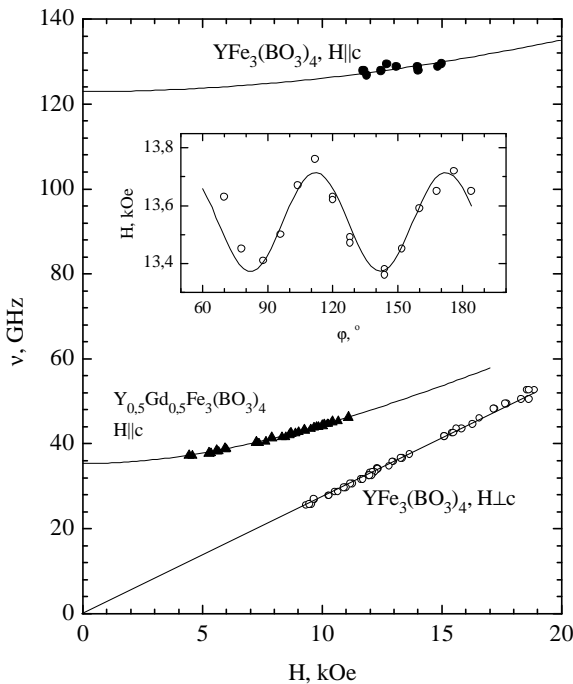 140
120
100
80
60
40
20
0
ν, GHz
YFe3(BO3)4, H||c
13,8
13,6
13,4
H, kOe
60 90 120 150 180
φ, °
Y0,5Gd0,5Fe3(BO3)4
H||c
YFe3(BO3)4, H⊥c
0 5 10 15 20
H, kOe